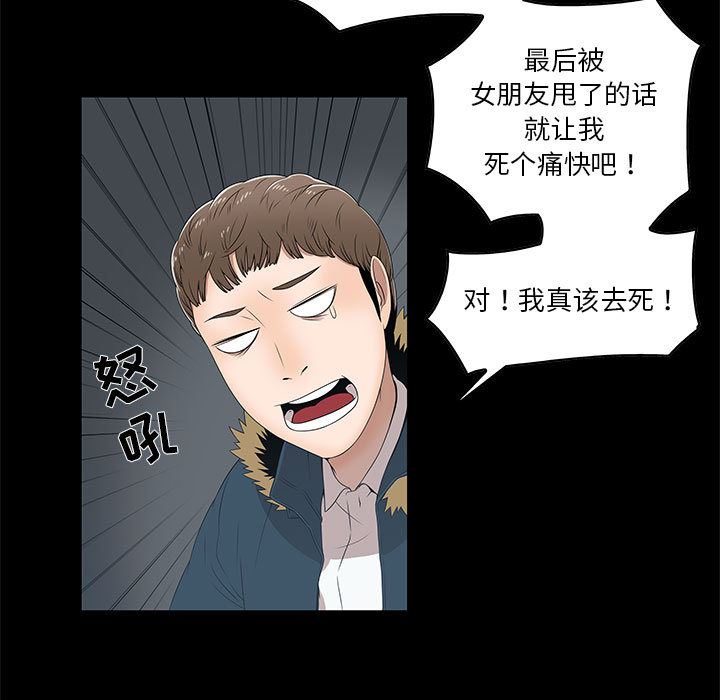 最后被
女朋友甩了的话
就让我
死个痛快吧！
对！我真该去死！
怒
吼